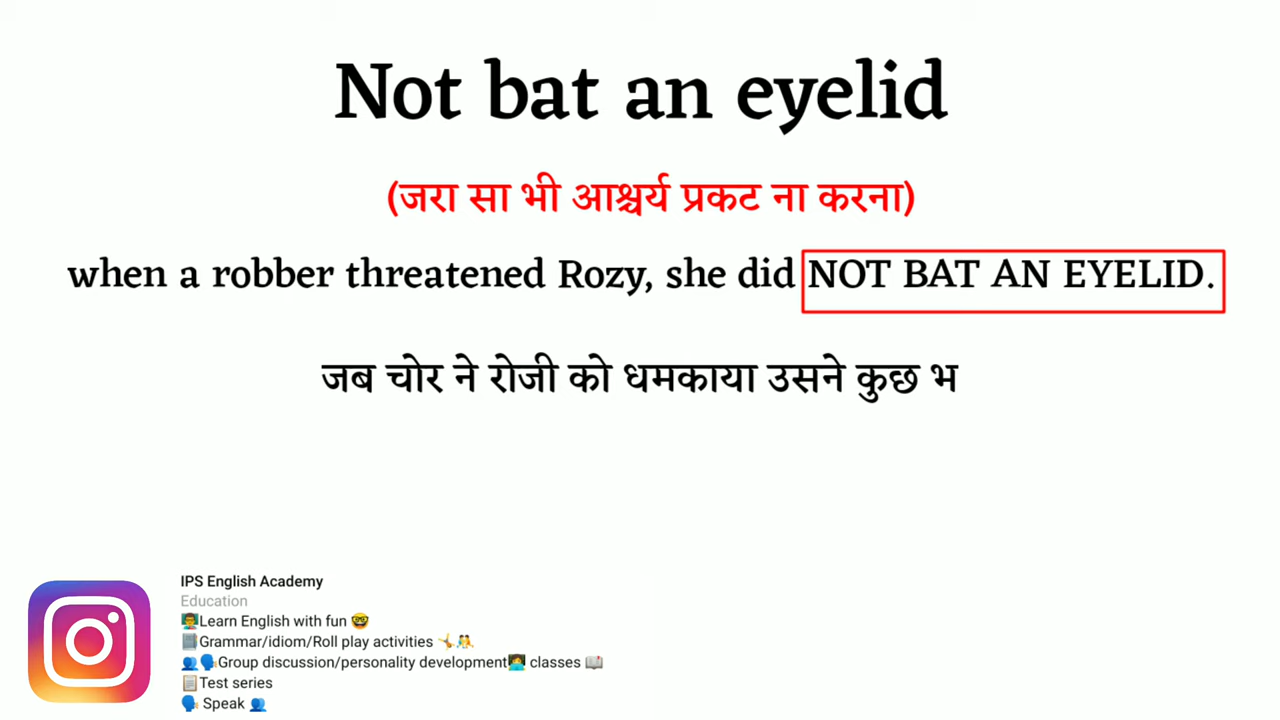 Not bat an eyelid
(जरा सा भी आश्चर्य प्रकट ना करना)
when a robber threatened Rozy, she did NOT BAT AN EYELID.
जब चोर ने रोजी को धमकाया उसने कुछ भ
IPS English Academy
Education
👨‍🏫Learn English with fun 🤓
📓Grammar/idiom/Roll play activities 🤸🤼
👥🗣Group discussion/personality development👩‍💻 classes 📖
📋Test series
🗣 Speak 👥